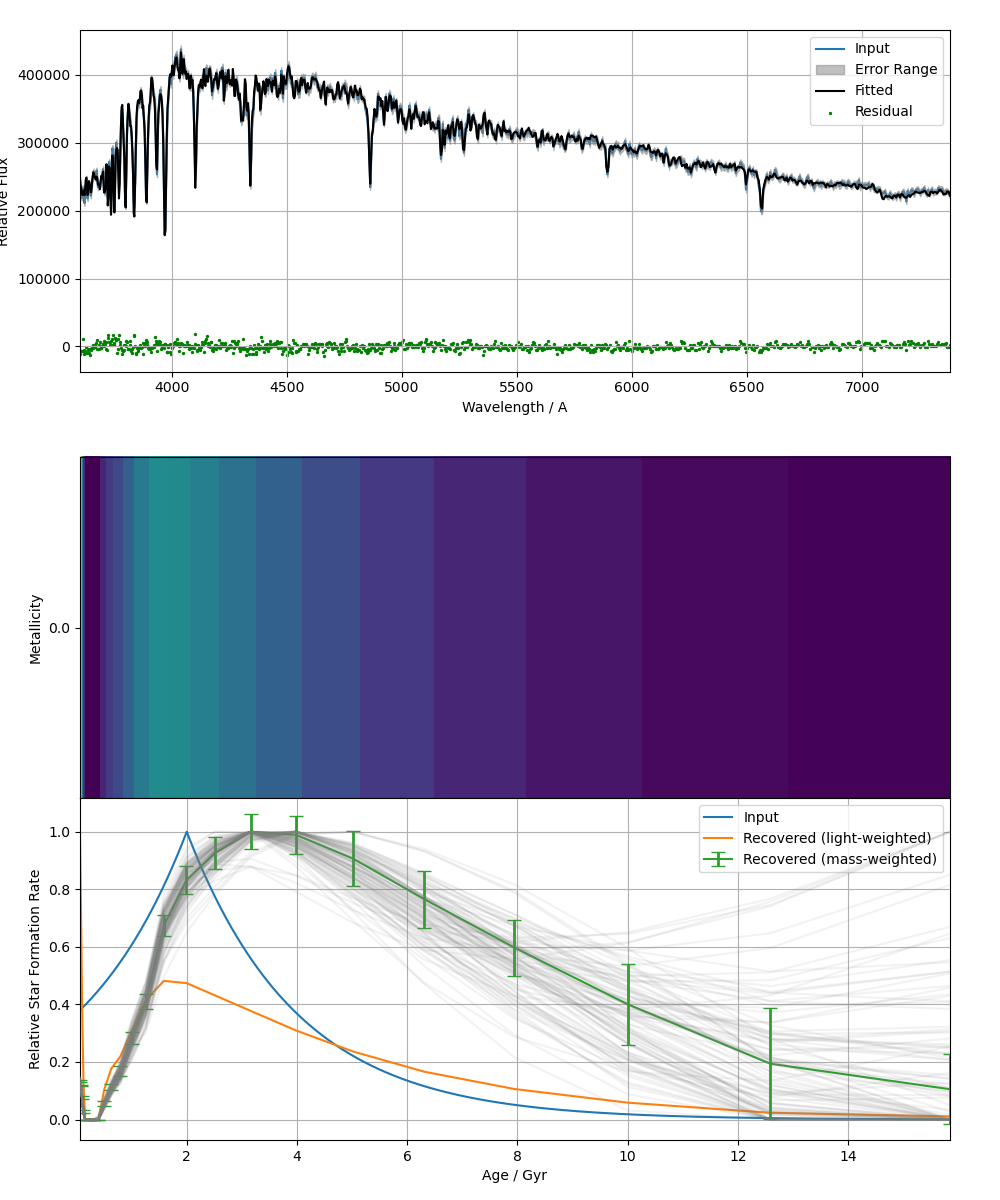 400000
300000
200000
100000
0
Relative Flux
Input
Error Range
Fitted
Residual
4000 4500 5000 5500 6000 6500 7000
Wavelength / A
Metallicity
0.0
1.0
0.8
0.6
0.4
0.2
0.0
Relative Star Formation Rate
Input
Recovered (light-weighted)
Recovered (mass-weighted)
2 4 6 8 10 12 14
Age / Gyr